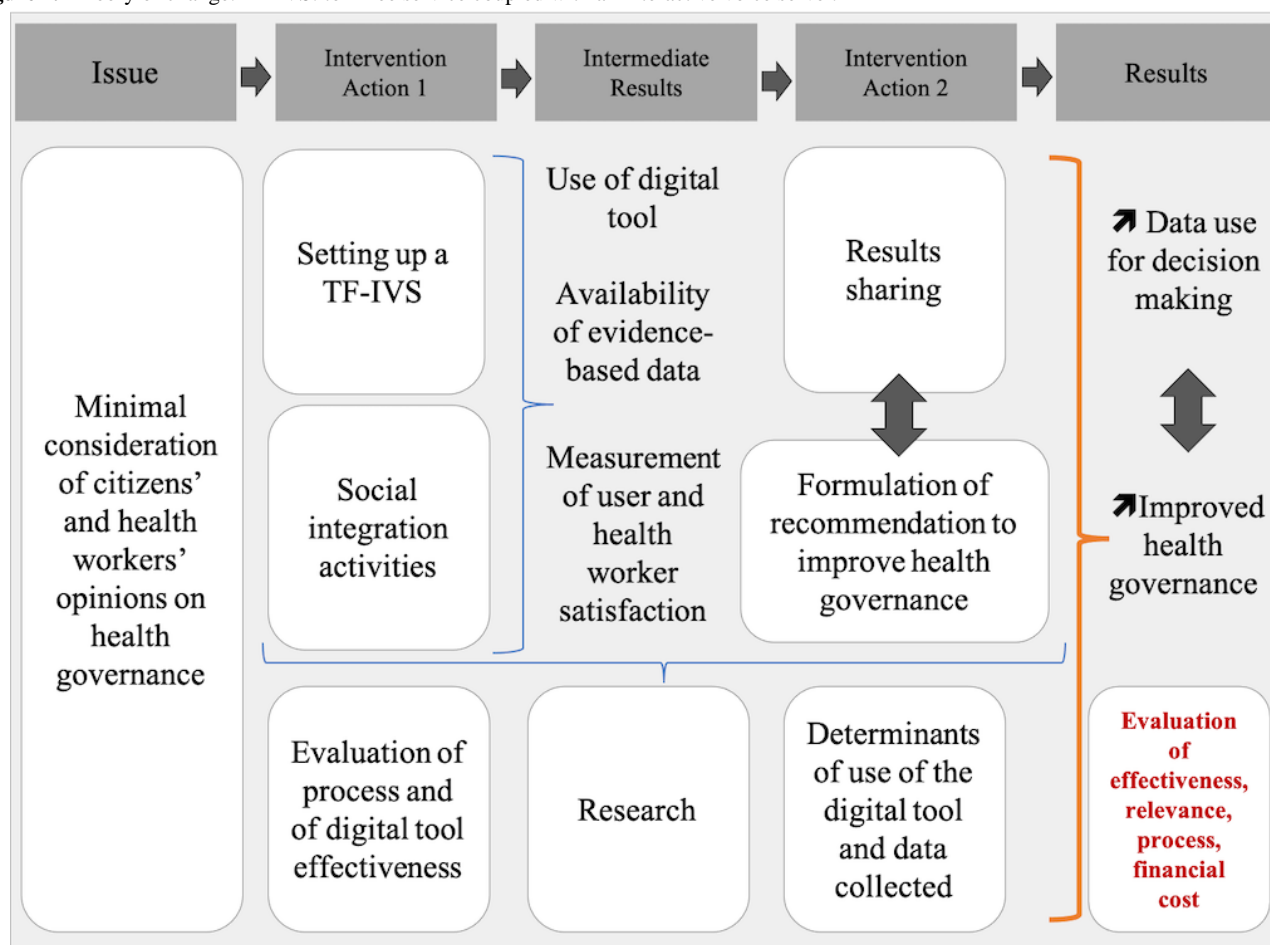 Issue
Intervention
Action 1
Intermediate
Results
Intervention
Action 2
Results
Minimal
consideration
of citizens’
and health
workers’
opinions on
health
governance
Setting up a
TF-IVS
Social
integration
activities
Use of digital
tool
Availability
of evidence-
based data
Measurement
of user and
health
worker
satisfaction
Results
sharing
Formulation of
recommendation to
improve health
governance
Data use
for decision
making
Improved
health
governance
Evaluation of
process and
of digital tool
effectiveness
Research
Determinants
of use of the
digital tool
and data
collected
Evaluation
of
effectiveness,
relevance,
process,
financial
cost